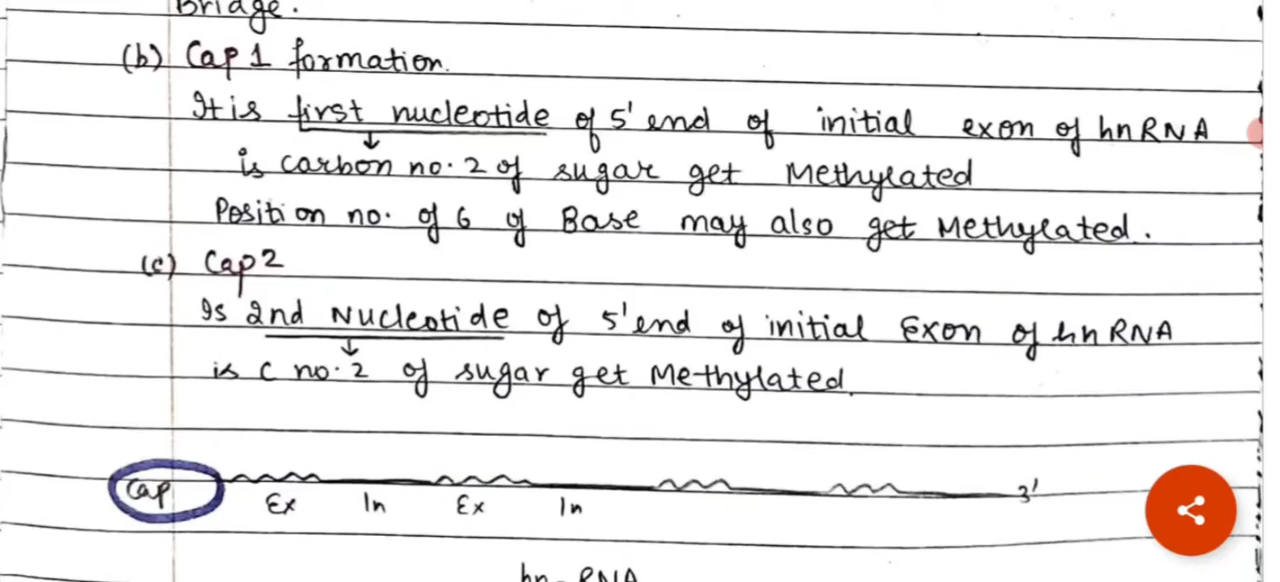 Bridge.
(b) Cap 1 formation.
It is first nucleotide of 5' end of initial exon of hnRNA
is carbon no. 2 of sugar get Methylated
Position no. of 6 of Base may also get Methylated.
(c) Cap 2
Is 2nd Nucleotide of 5' end of initial Exon of hnRNA
is C no. 2 of sugar get Methylated.
Cap 3'
Ex In Ex In
hn-RNA